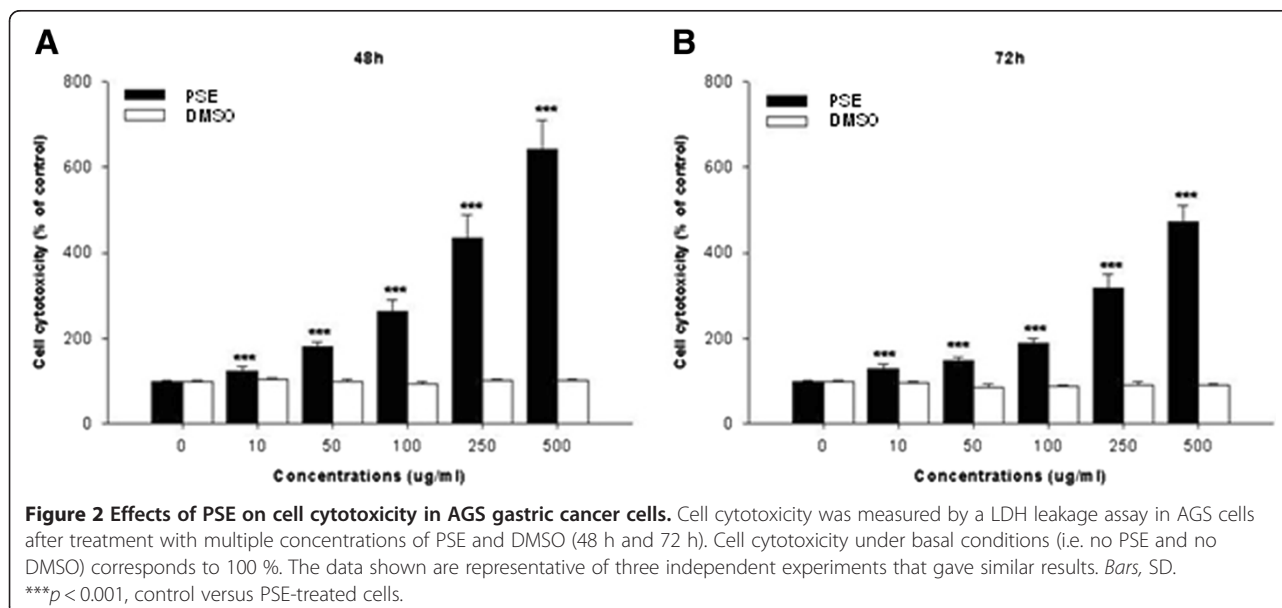 A
48h
800
600
400
200
0
Cell cytotoxicity (% of control)
PSE
DMSO
***
***
***
***
***
0 10 50 100 250 500
Concentrations (ug/ml)
B
72h
800
600
400
200
0
Cell cytotoxicity (% of control)
PSE
DMSO
***
***
***
***
***
0 10 50 100 250 500
Concentrations (ug/ml)
Figure 2 Effects of PSE on cell cytotoxicity in AGS gastric cancer cells. Cell cytotoxicity was measured by a LDH leakage assay in AGS cells
after treatment with multiple concentrations of PSE and DMSO (48 h and 72 h). Cell cytotoxicity under basal conditions (i.e. no PSE and no
DMSO) corresponds to 100 %. The data shown are representative of three independent experiments that gave similar results. Bars, SD.
***p < 0.001, control versus PSE-treated cells.